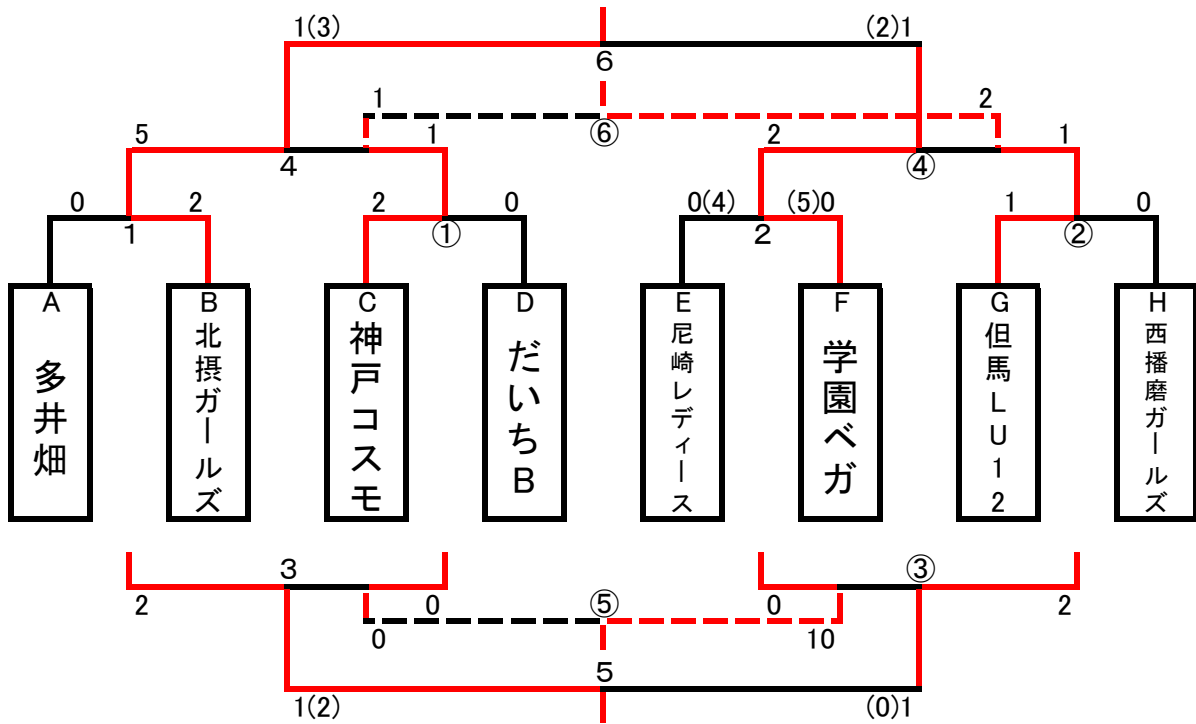 1(3) (2)1
6
1 2
5 1 ⑥ 2 1
4 ④
0 2 2 0 0(4) (5)0 1 0
1 ① 2 ②
A B C D E F G H
多井畑
北摂ガールズ
神戸コスモ
だいちB
尼崎レディース
学園ベガ
但馬LU12
西播磨ガールズ
3 ③
2 0 ⑤ 0 2
0 10
5
1(2) (0)1